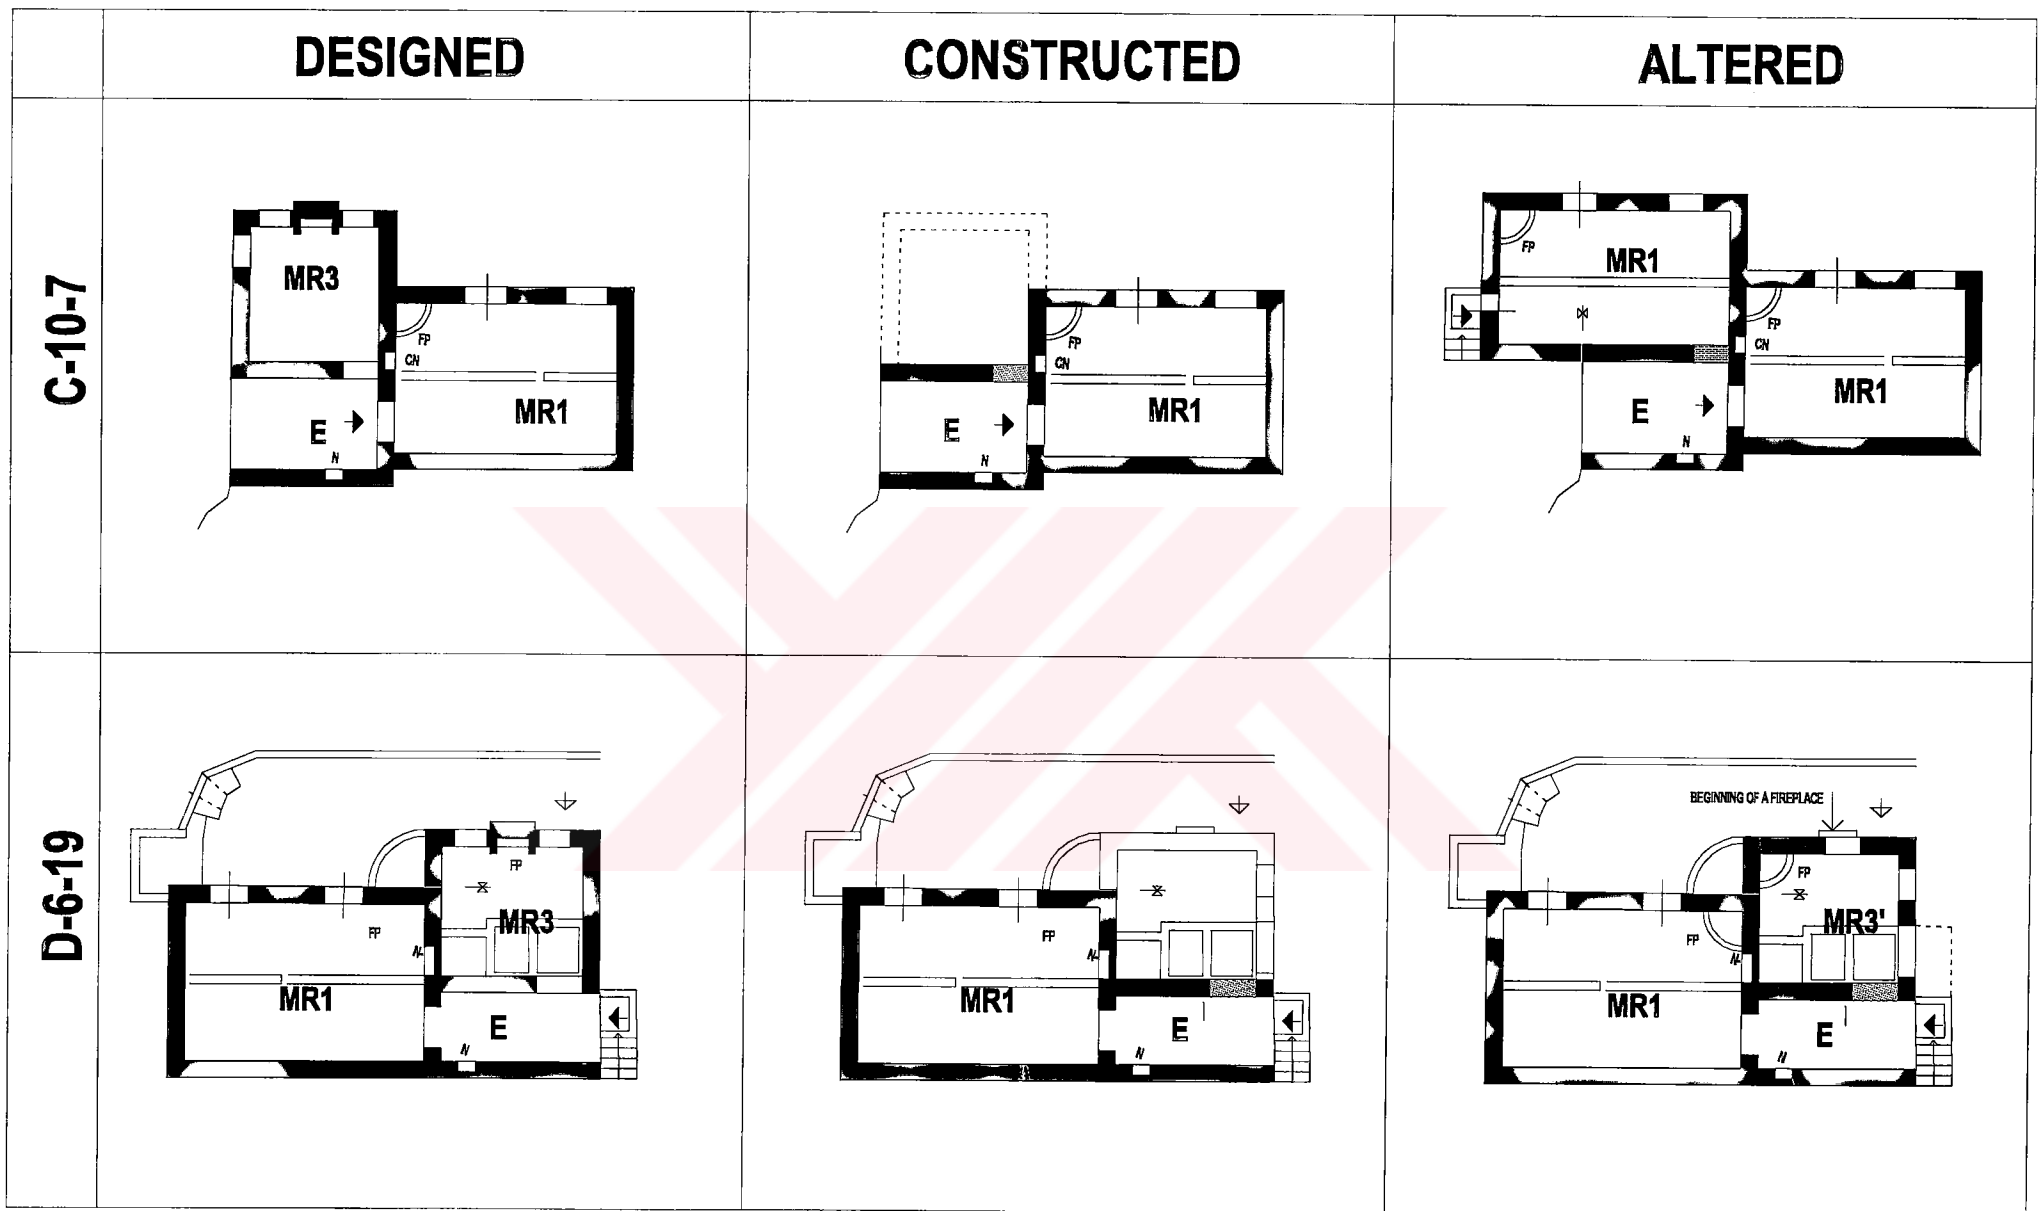 DESIGNED CONSTRUCTED ALTERED
C-10-7
MR3
FP
CN
MR1
E
N
FP
CN
MR1
E
N
FP
MR1
FP
CN
MR1
E
N
D-6-19
FP
MR3
FP
N
MR1
E
N
FP
N
MR1
E
N
BEGINNING OF A FIREPLACE
FP
MR3'
FP
N
MR1
E
N